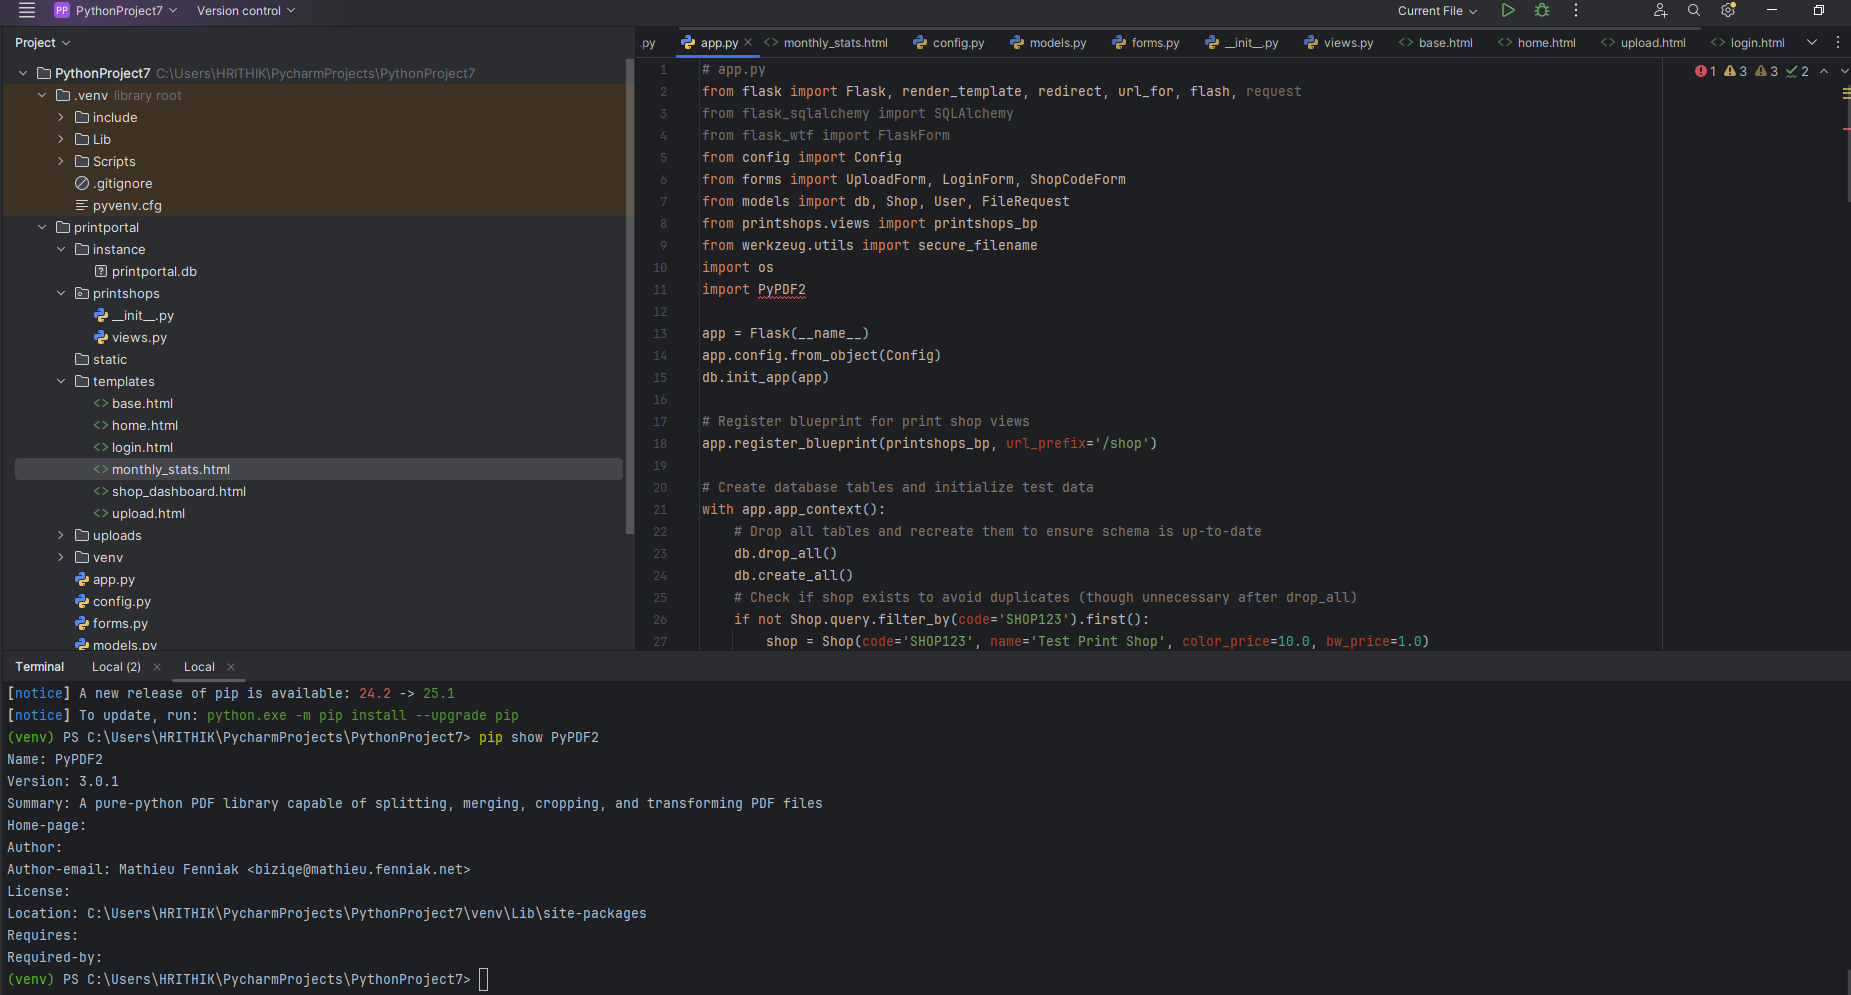 PP PythonProject7 Version control Current File
Project
PythonProject7 C:\Users\HRITHIK\PycharmProjects\PythonProject7
.venv library root
include
Lib
Scripts
.gitignore
pyvenv.cfg
printportal
instance
printportal.db
printshops
__init__.py
views.py
static
templates
base.html
home.html
login.html
monthly_stats.html
shop_dashboard.html
upload.html
uploads
venv
app.py
config.py
forms.py
models.py
.py app.py monthly_stats.html config.py models.py forms.py __init__.py views.py base.html home.html upload.html login.html
1 3 3 2
1 # app.py
2 from flask import Flask, render_template, redirect, url_for, flash, request
3 from flask_sqlalchemy import SQLAlchemy
4 from flask_wtf import FlaskForm
5 from config import Config
6 from forms import UploadForm, LoginForm, ShopCodeForm
7 from models import db, Shop, User, FileRequest
8 from printshops.views import printshops_bp
9 from werkzeug.utils import secure_filename
10 import os
11 import PyPDF2
12
13 app = Flask(__name__)
14 app.config.from_object(Config)
15 db.init_app(app)
16
17 # Register blueprint for print shop views
18 app.register_blueprint(printshops_bp, url_prefix='/shop')
19
20 # Create database tables and initialize test data
21 with app.app_context():
22 # Drop all tables and recreate them to ensure schema is up-to-date
23 db.drop_all()
24 db.create_all()
25 # Check if shop exists to avoid duplicates (though unnecessary after drop_all)
26 if not Shop.query.filter_by(code='SHOP123').first():
27 shop = Shop(code='SHOP123', name='Test Print Shop', color_price=10.0, bw_price=1.0)
Terminal Local (2) Local
[notice] A new release of pip is available: 24.2 -> 25.1
[notice] To update, run: python.exe -m pip install --upgrade pip
(venv) PS C:\Users\HRITHIK\PycharmProjects\PythonProject7> pip show PyPDF2
Name: PyPDF2
Version: 3.0.1
Summary: A pure-python PDF library capable of splitting, merging, cropping, and transforming PDF files
Home-page:
Author:
Author-email: Mathieu Fenniak <biziqe@mathieu.fenniak.net>
License:
Location: C:\Users\HRITHIK\PycharmProjects\PythonProject7\venv\Lib\site-packages
Requires:
Required-by:
(venv) PS C:\Users\HRITHIK\PycharmProjects\PythonProject7>